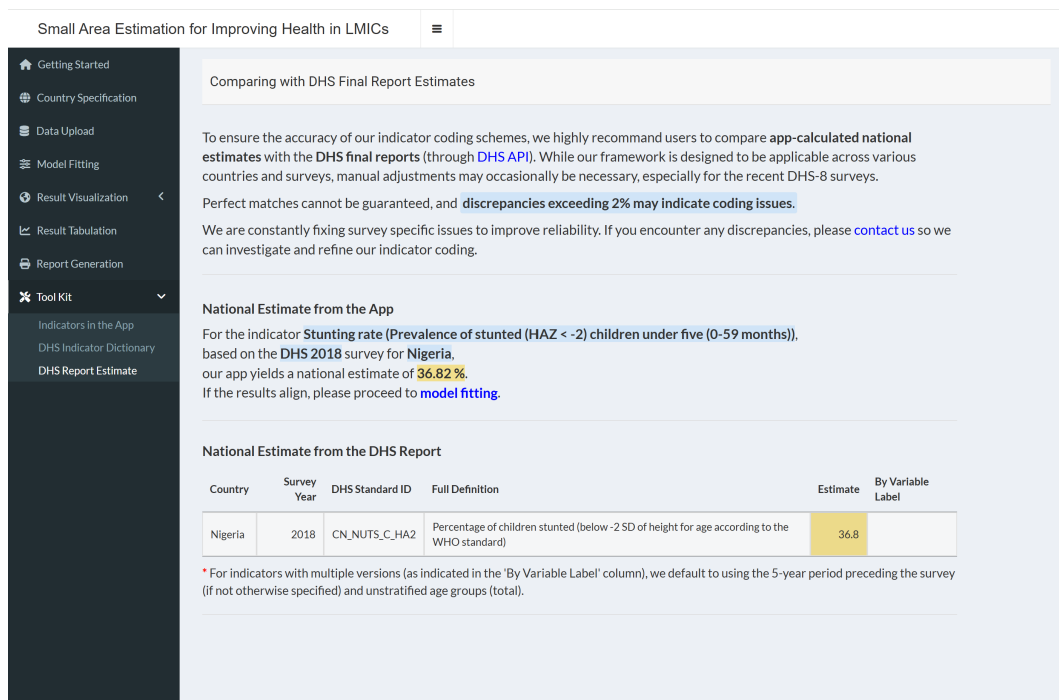 Small Area Estimation for Improving Health in LMICs
Getting Started
Country Specification
Data Upload
Model Fitting
Result Visualization
Result Tabulation
Report Generation
Tool Kit
Indicators in the App
DHS Indicator Dictionary
DHS Report Estimate
Comparing with DHS Final Report Estimates
To ensure the accuracy of our indicator coding schemes, we highly recommand users to compare app-calculated national
estimates with the DHS final reports (through DHS API). While our framework is designed to be applicable across various
countries and surveys, manual adjustments may occasionally be necessary, especially for the recent DHS-8 surveys.
Perfect matches cannot be guaranteed, and discrepancies exceeding 2% may indicate coding issues.
We are constantly fixing survey specific issues to improve reliability. If you encounter any discrepancies, please contact us so we
can investigate and refine our indicator coding.
National Estimate from the App
For the indicator Stunting rate (Prevalence of stunted (HAZ < -2) children under five (0-59 months)),
based on the DHS 2018 survey for Nigeria,
our app yields a national estimate of 36.82 %.
If the results align, please proceed to model fitting.
National Estimate from the DHS Report
Country Survey Year DHS Standard ID Full Definition Estimate By Variable Label
Nigeria 2018 CN_NUTS_C_HA2 Percentage of children stunted (below -2 SD of height for age according to the
WHO standard) 36.8
* For indicators with multiple versions (as indicated in the 'By Variable Label' column), we default to using the 5-year period preceding the survey
(if not otherwise specified) and unstratified age groups (total).